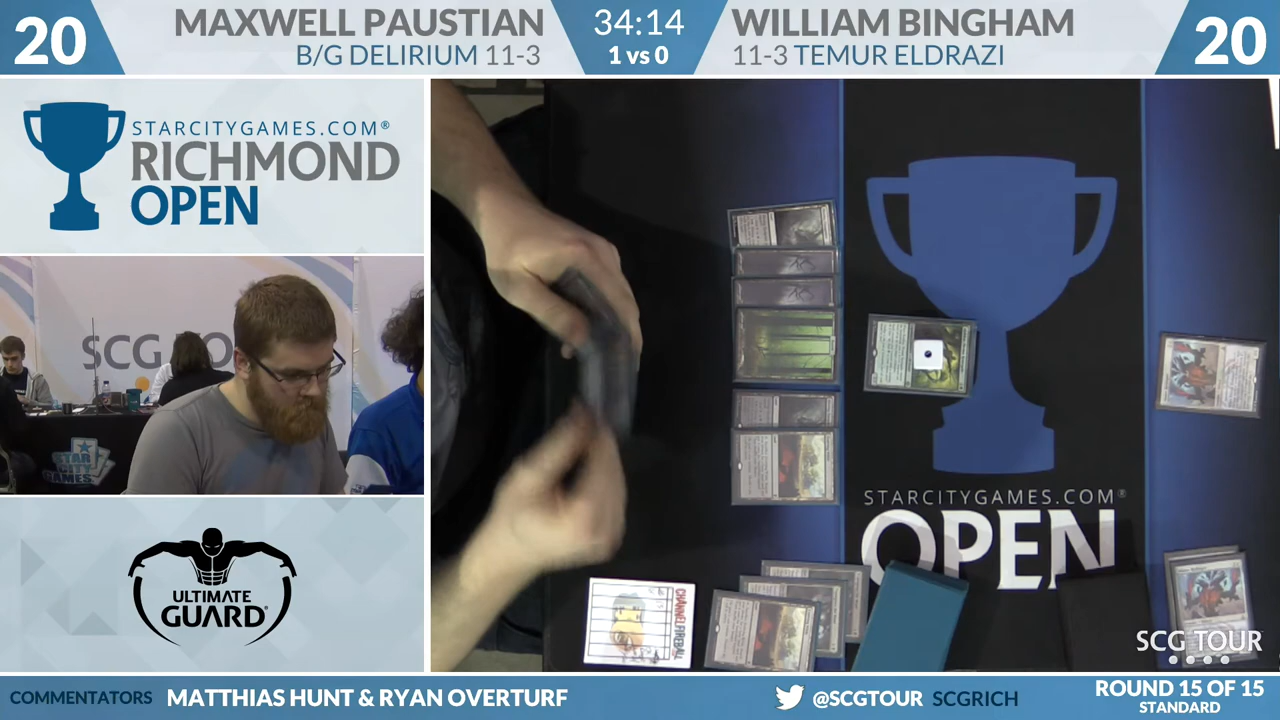 20
MAXWELL PAUSTIAN
B/G DELIRIUM 11-3
34:14
1 vs 0
WILLIAM BINGHAM
11-3 TEMUR ELDRAZI
20
STARCITYGAMES.COM®
RICHMOND
OPEN
SCG TO
STAR
CITY
GAMES
ULTIMATE
GUARD
STARCITYGAMES.COM®
OPEN
CHANNELFIREBALL
SCG TOUR
COMMENTATORS MATTHIAS HUNT & RYAN OVERTURF
@SCGTOUR SCGRICH
ROUND 15 OF 15
STANDARD